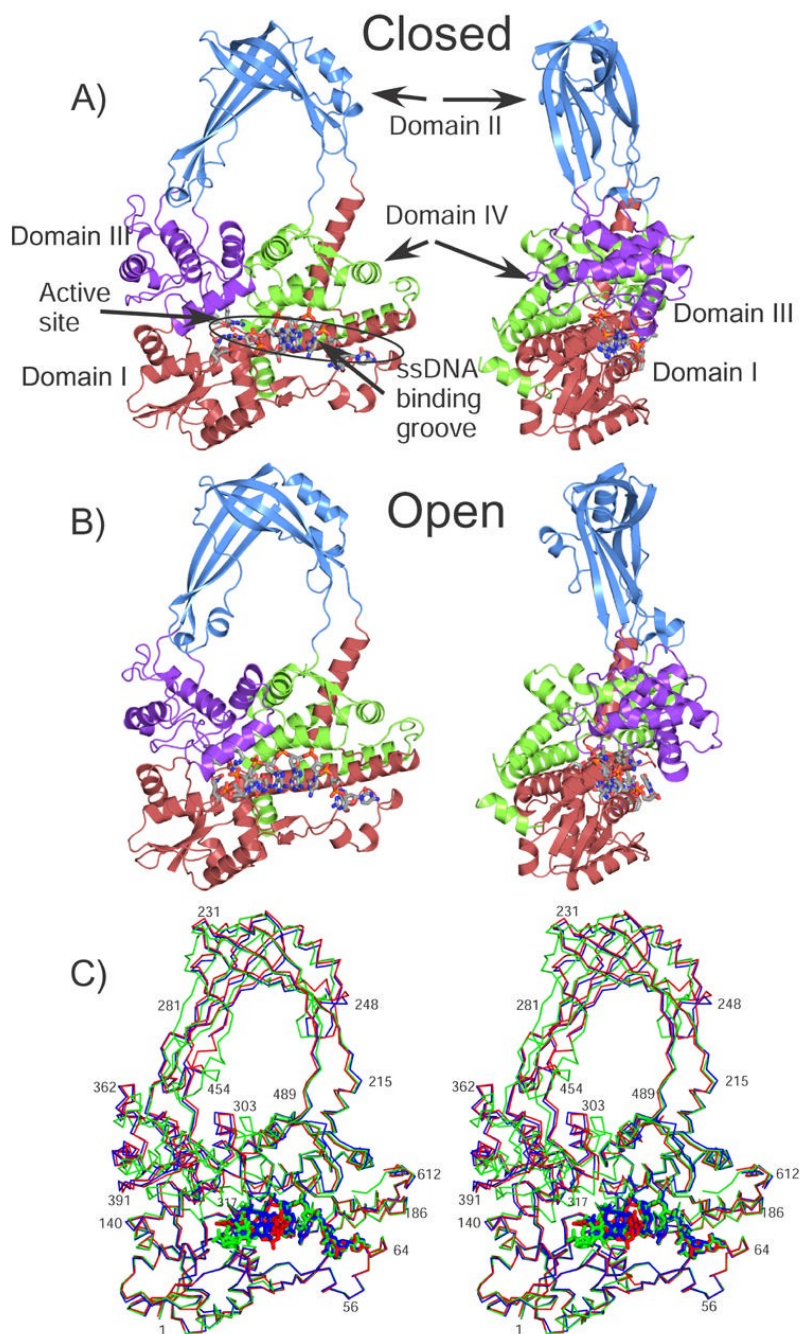 Closed
A)
Domain II
Domain IV
Domain III
Active
site
Domain III
Domain I
Domain I
ssDNA
binding
groove
B)
Open
C)
231
281
248
362
454
489
215
303
391
317
612
140
186
64
56
1
231
281
248
362
454
489
215
303
391
317
612
140
186
64
56
1